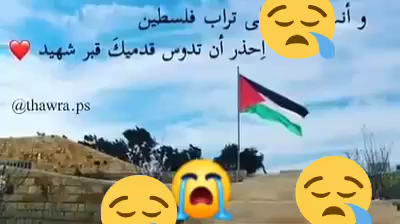 و ى تراب فلسطين
إحذر أن تدوس قدميكَ قبر شهيد ❤️
@thawra.ps